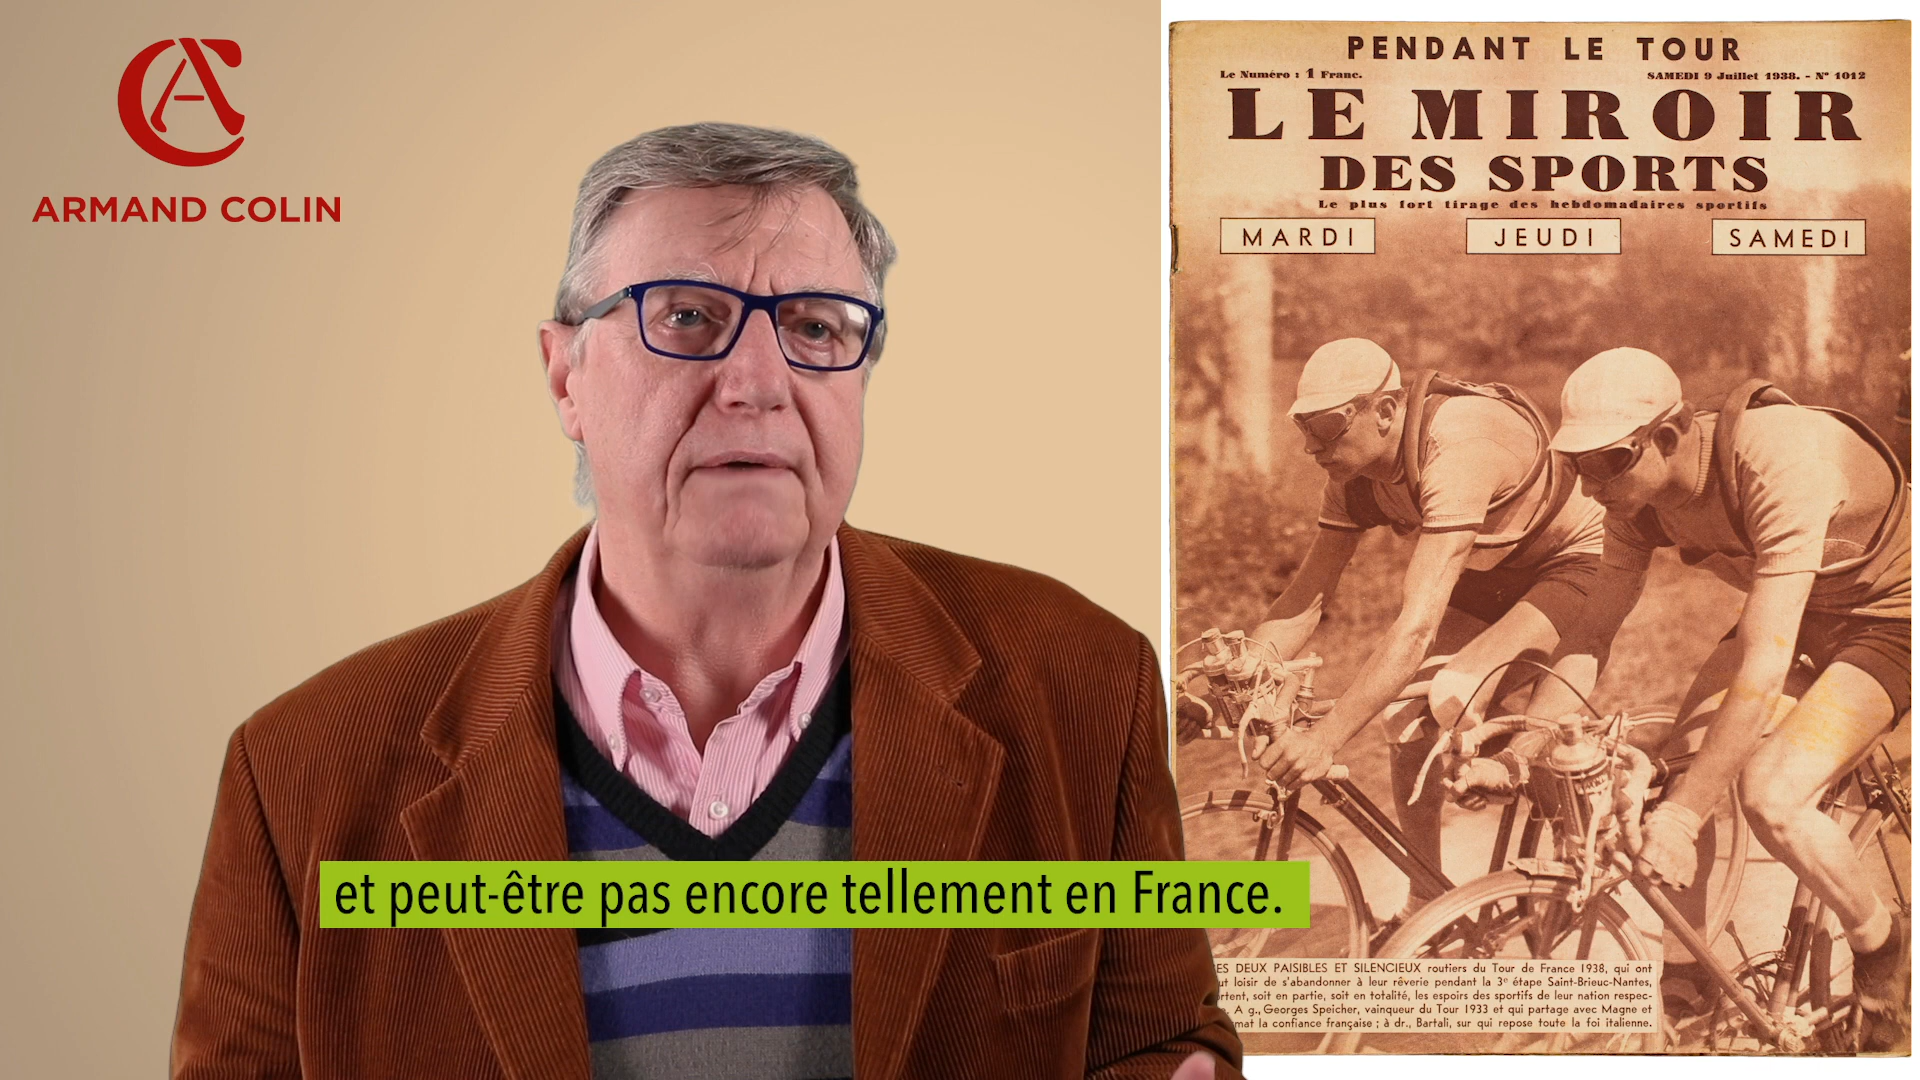 CA
ARMAND COLIN
PENDANT LE TOUR
Le Numéro : 1 Franc.
SAMEDI 9 Juillet 1938. - N° 1012
LE MIROIR
DES SPORTS
Le plus fort tirage des hebdomadaires sportifs
MARDI JEUDI SAMEDI
et peut-être pas encore tellement en France.
DEUX PAISIBLES ET SILENCIEUX routiers du Tour de France 1938, qui ont
loisir de s'abandonner à leur rêverie pendant la 3e étape Saint-Brieuc-Nantes,
soit en partie, soit en totalité, les espoirs des sportifs de leur nation respec-
A g., Georges Speicher, vainqueur du Tour 1933 et qui partage avec Magne et
la confiance française ; à dr., Bartali, sur qui repose toute la foi italienne.